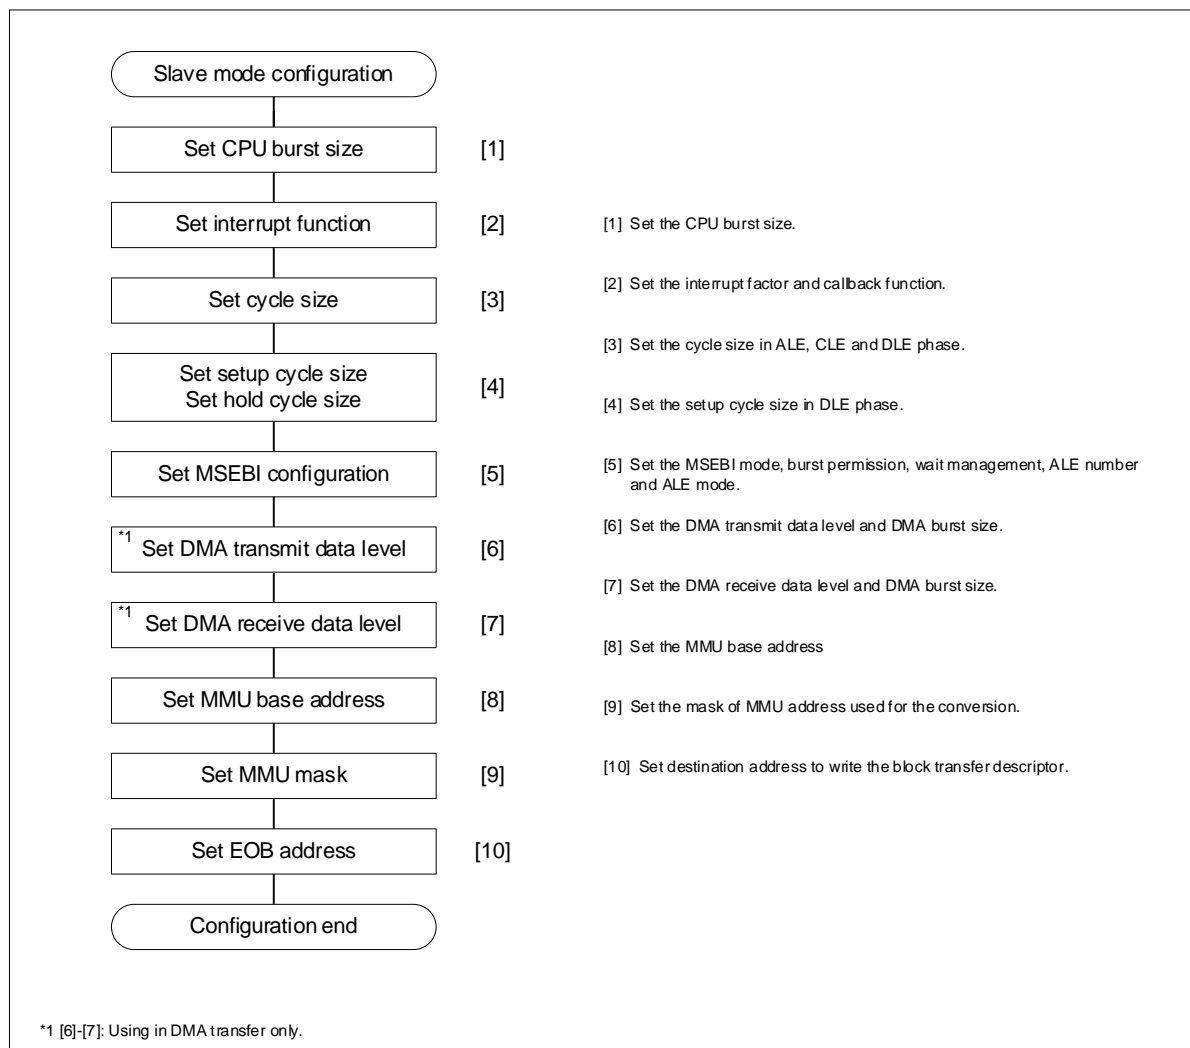 Slave mode configuration
Set CPU burst size [1]
Set interrupt function [2]
Set cycle size [3]
Set setup cycle size
Set hold cycle size [4]
Set MSEBI configuration [5]
*1 Set DMA transmit data level [6]
*1 Set DMA receive data level [7]
Set MMU base address [8]
Set MMU mask [9]
Set EOB address [10]
Configuration end
[1] Set the CPU burst size.
[2] Set the interrupt factor and callback function.
[3] Set the cycle size in ALE, CLE and DLE phase.
[4] Set the setup cycle size in DLE phase.
[5] Set the MSEBI mode, burst permission, wait management, ALE number
and ALE mode.
[6] Set the DMA transmit data level and DMA burst size.
[7] Set the DMA receive data level and DMA burst size.
[8] Set the MMU base address
[9] Set the mask of MMU address used for the conversion.
[10] Set destination address to write the block transfer descriptor.
*1 [6]-[7]: Using in DMA transfer only.